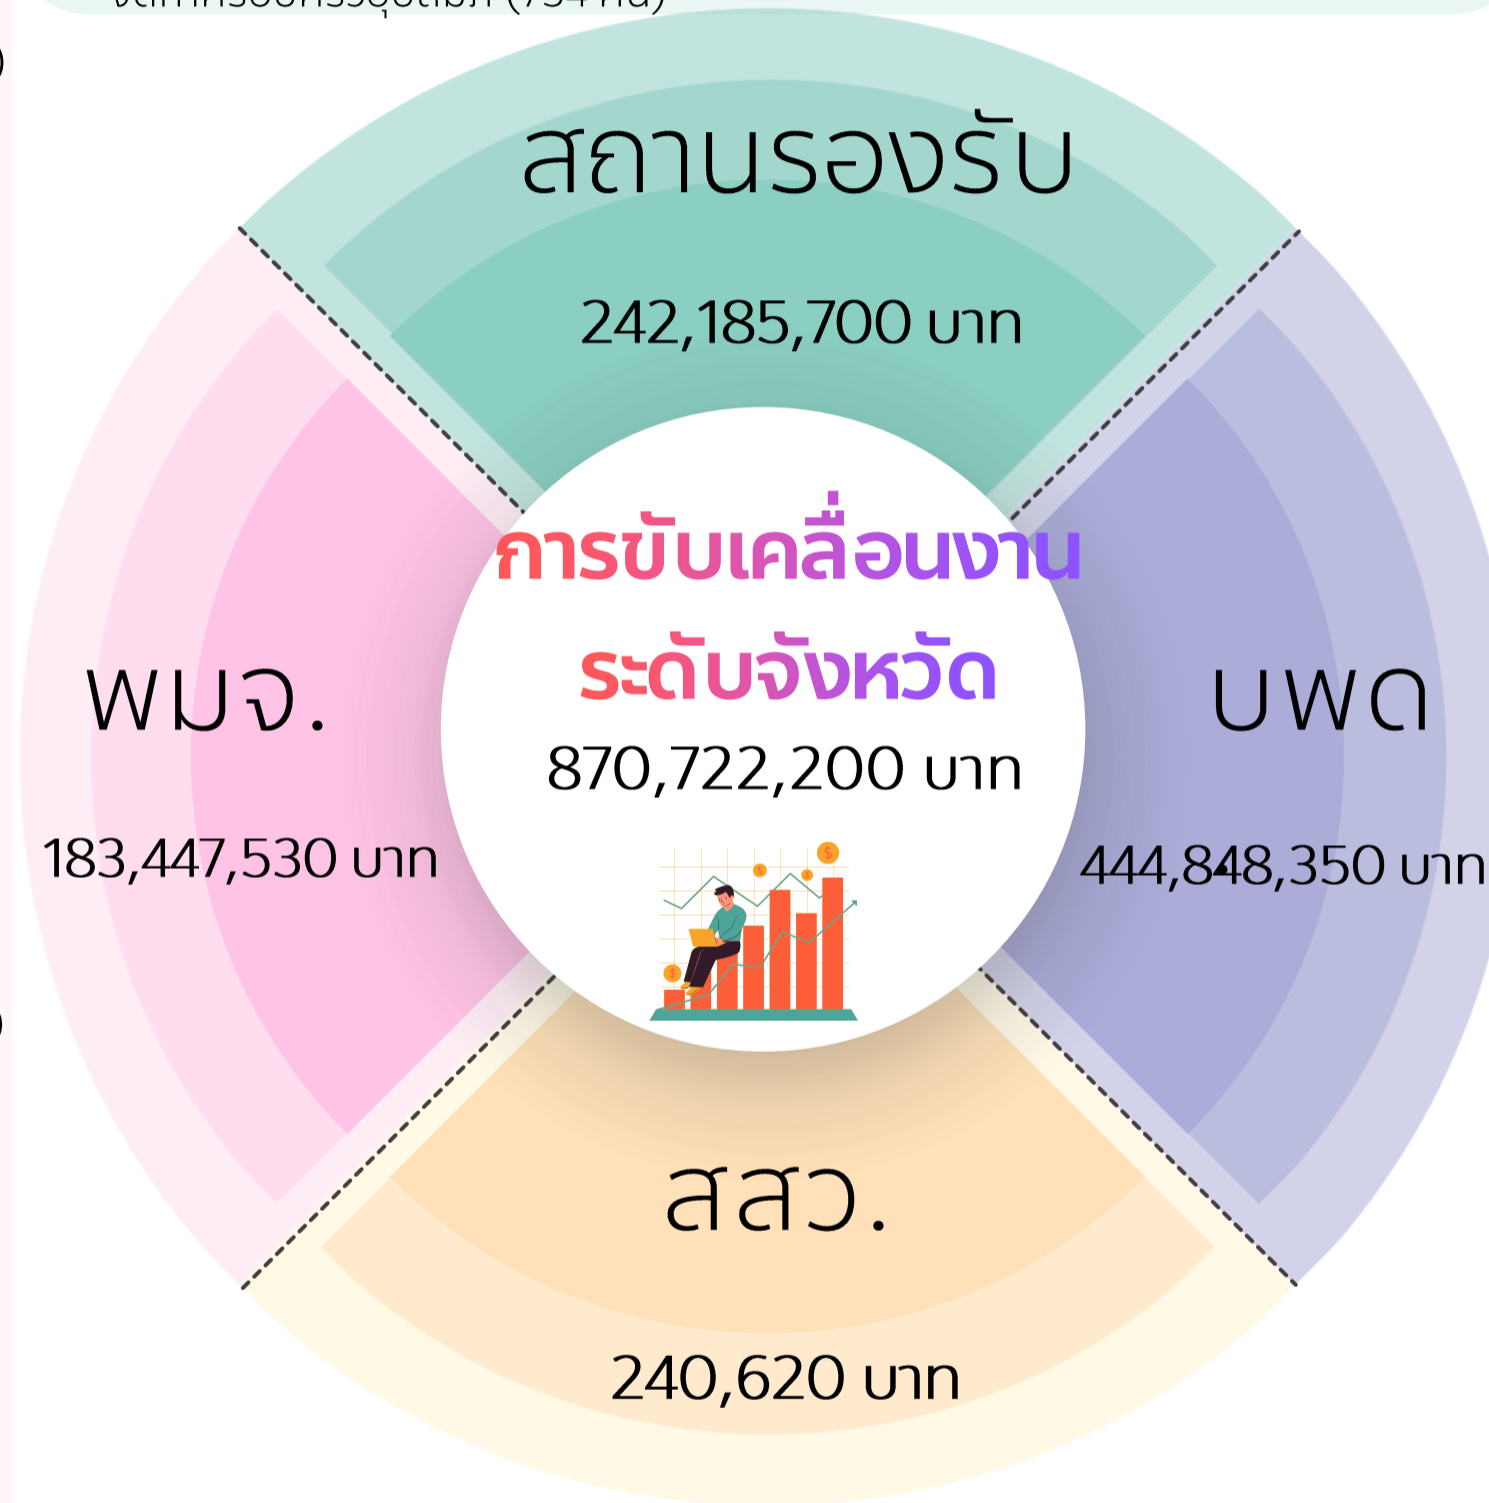 (734 คน)
สถานรองรับ
242,185,700 บาท
การขับเคลื่อนงาน
ระดับจังหวัด
870,722,200 บาท
พมจ.
183,447,530 บาท
บพด
444,848,350 บาท
สสว.
240,620 บาท